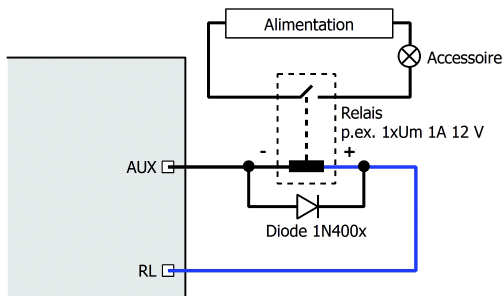 Alimentation
Accessoire
Relais
p.ex. 1xUm 1A 12 V
- +
AUX
Diode 1N400x
RL